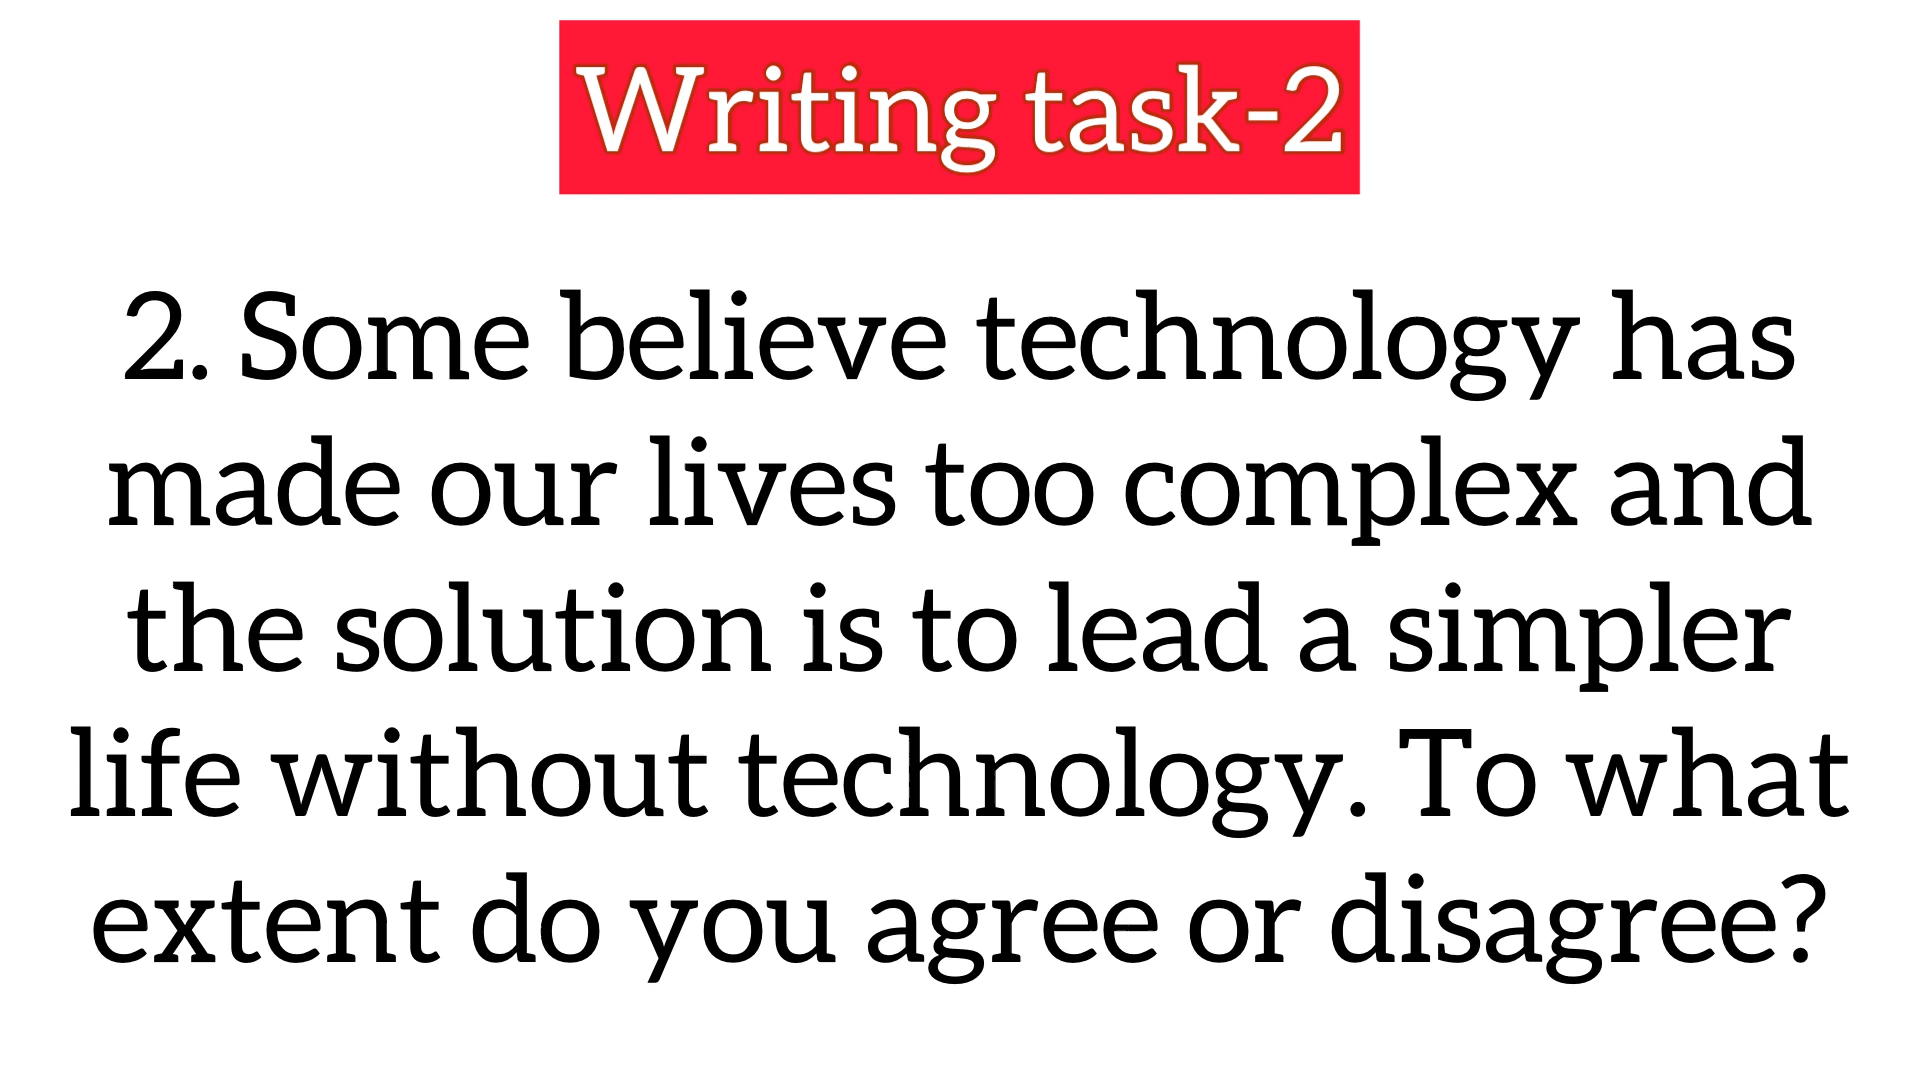 Writing task-2
2. Some believe technology has
made our lives too complex and
the solution is to lead a simpler
life without technology. To what
extent do you agree or disagree?